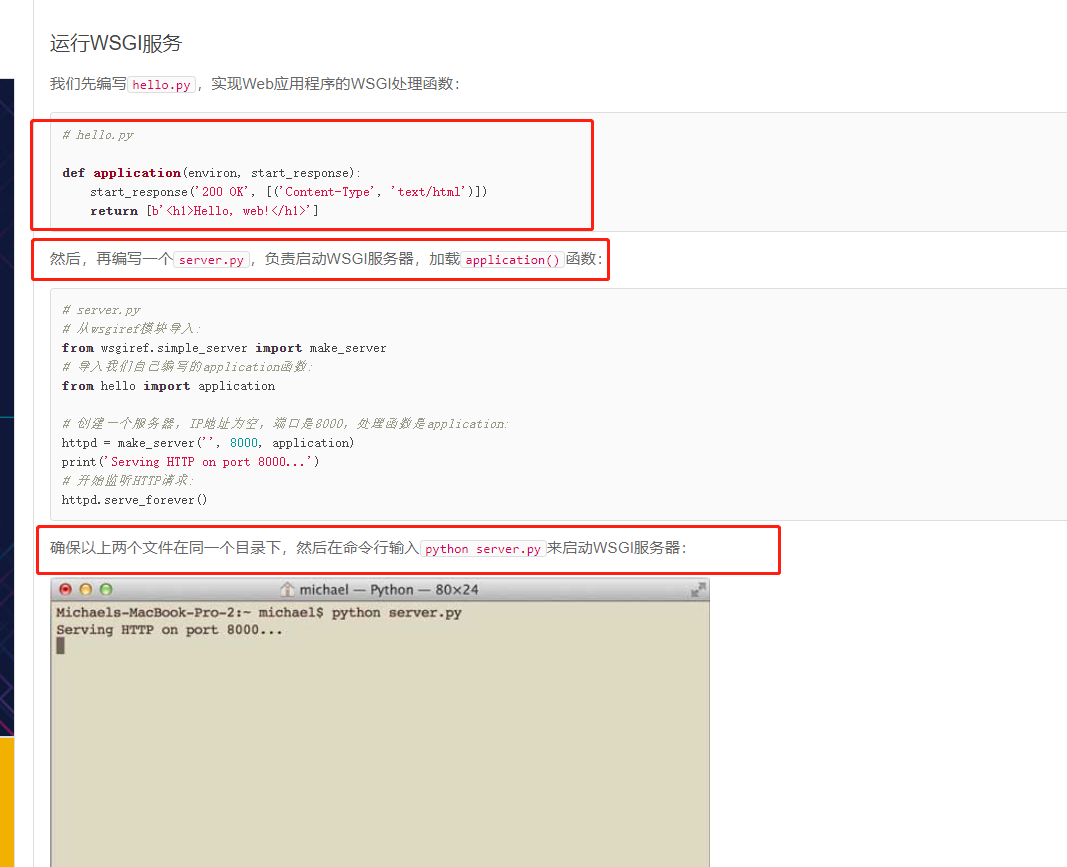 运行WSGI服务
我们先编写hello.py，实现Web应用程序的WSGI处理函数：
# hello.py
def application(environ, start_response):
    start_response('200 OK', [('Content-Type', 'text/html')])
    return [b'<h1>Hello, web!</h1>']
然后，再编写一个server.py，负责启动WSGI服务器，加载application()函数：
# server.py
# 从wsgiref模块导入:
from wsgiref.simple_server import make_server
# 导入我们自己编写的application函数:
from hello import application
# 创建一个服务器，IP地址为空，端口是8000，处理函数是application:
httpd = make_server('', 8000, application)
print('Serving HTTP on port 8000...')
# 开始监听HTTP请求:
httpd.serve_forever()
确保以上两个文件在同一个目录下，然后在命令行输入python server.py来启动WSGI服务器：
michael — Python — 80×24
Michaels-MacBook-Pro-2:~ michael$ python server.py
Serving HTTP on port 8000...